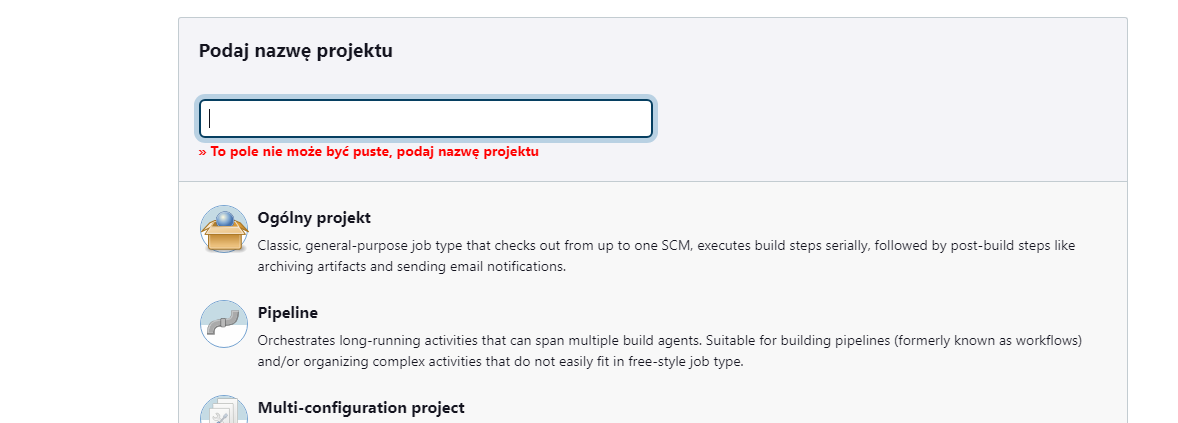 Podaj nazwę projektu
» To pole nie może być puste, podaj nazwę projektu
Ogólny projekt
Classic, general-purpose job type that checks out from up to one SCM, executes build steps serially, followed by post-build steps like
archiving artifacts and sending email notifications.
Pipeline
Orchestrates long-running activities that can span multiple build agents. Suitable for building pipelines (formerly known as workflows)
and/or organizing complex activities that do not easily fit in free-style job type.
Multi-configuration project